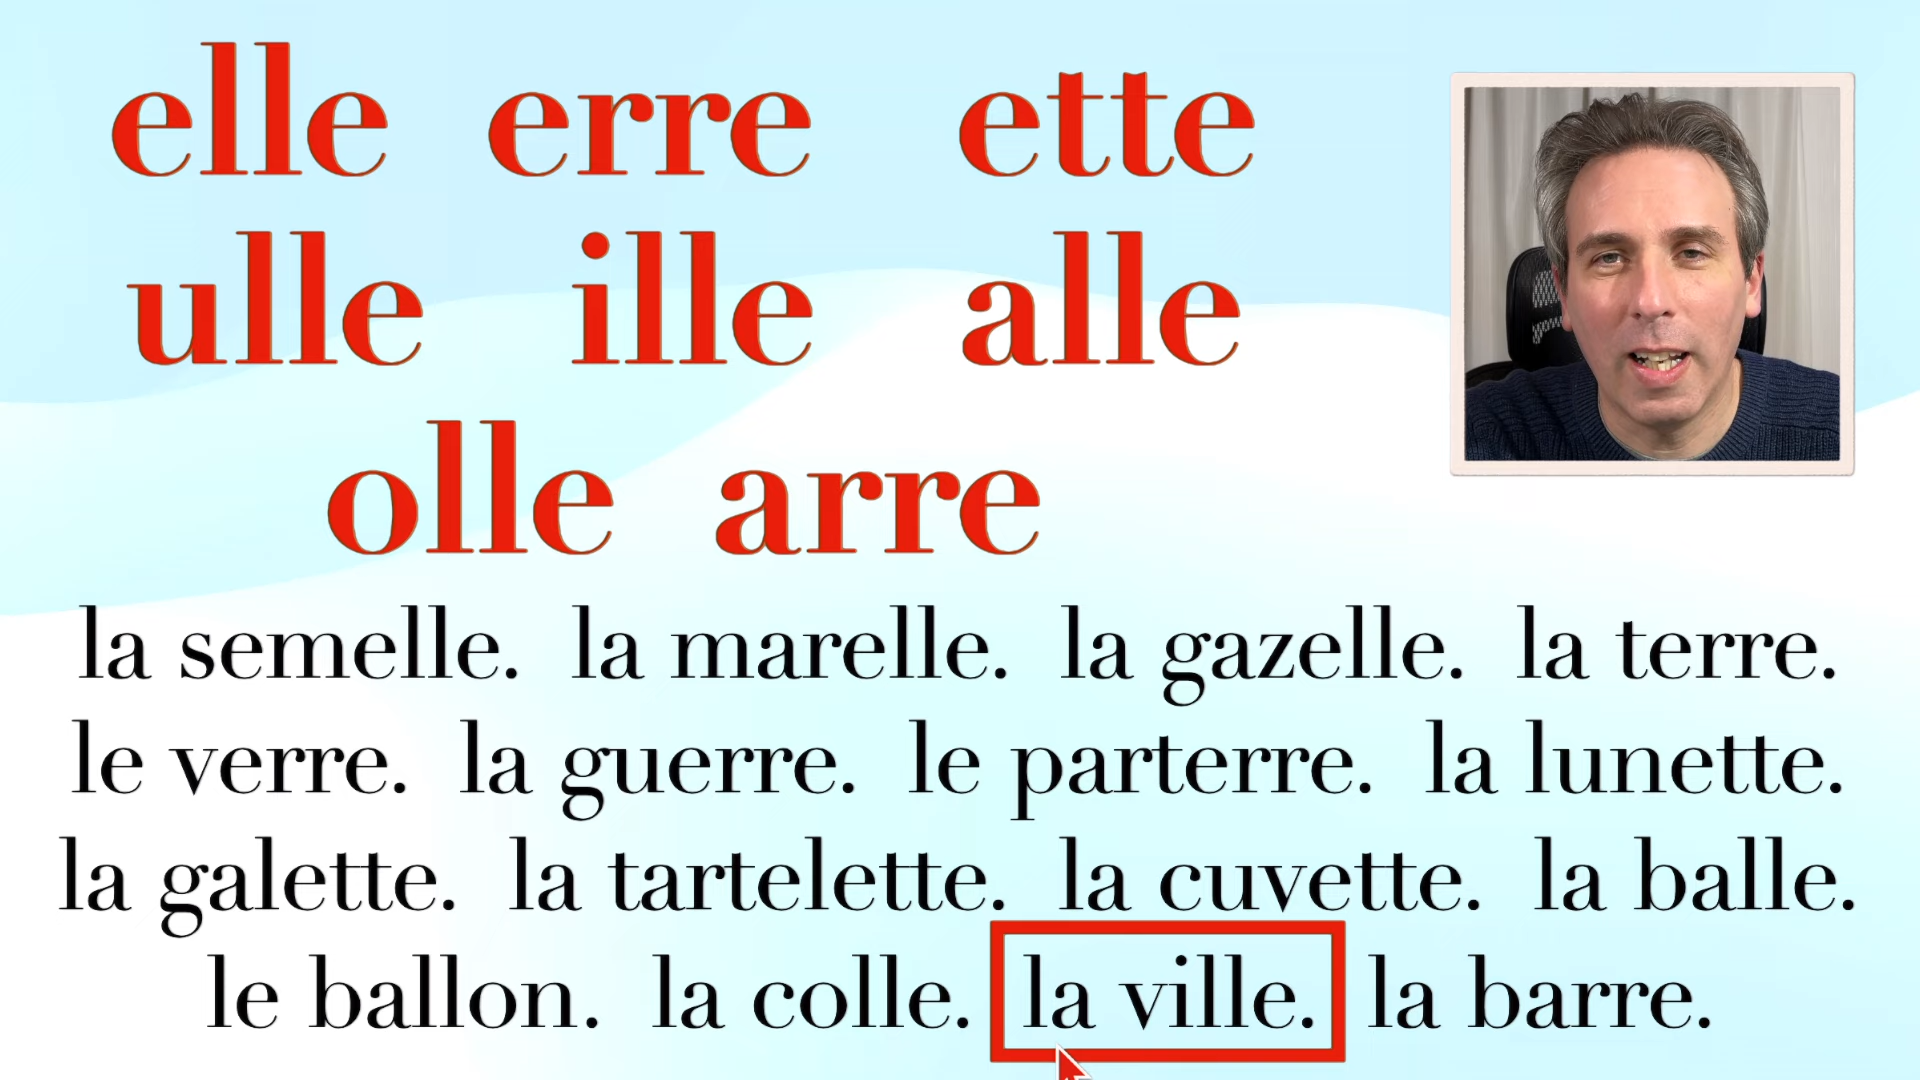 elle erre ette
ulle ille alle
olle arre
la semelle. la marelle. la gazelle. la terre.
le verre. la guerre. le parterre. la lunette.
la galette. la tartelette. la cuvette. la balle.
le ballon. la colle. la ville. la barre.